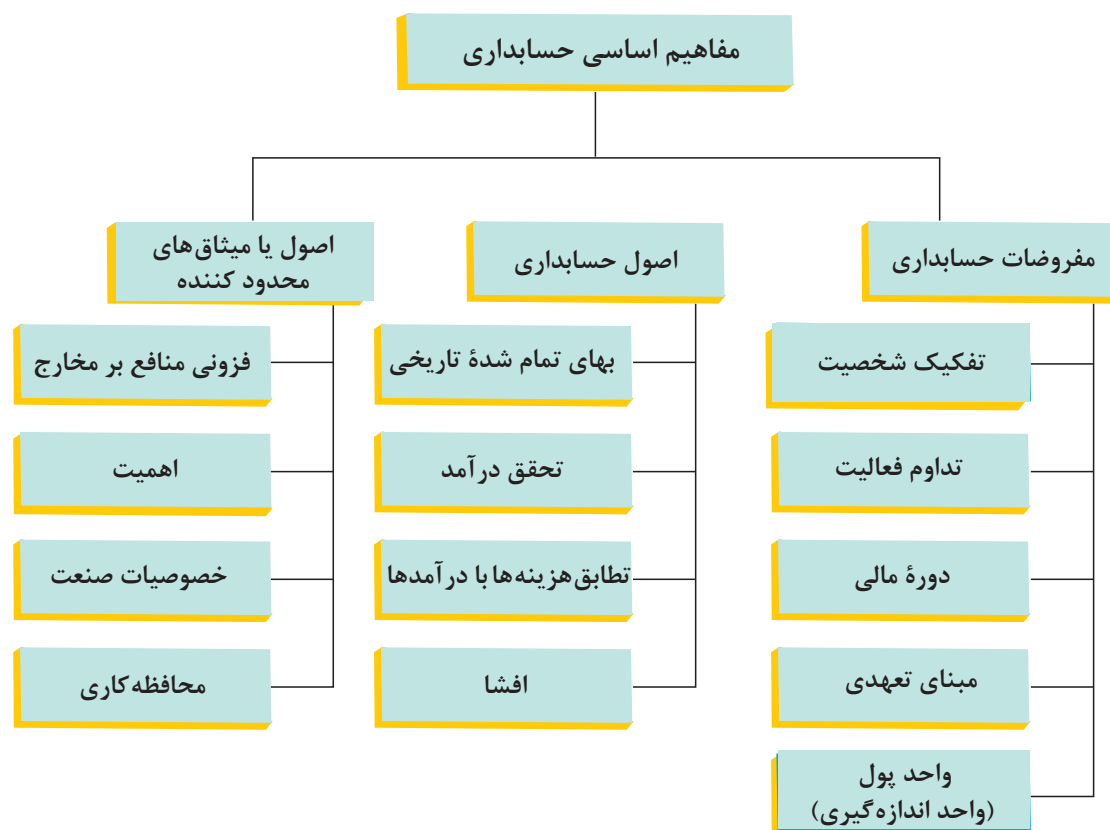 مفاهیم اساسی حسابداری
مفروضات حسابداری
تفکیک شخصیت
تداوم فعالیت
دورهٔ مالی
مبنای تعهدی
واحد پول
(واحد اندازه‌گیری)
اصول حسابداری
بهای تمام شدهٔ تاریخی
تحقق درآمد
تطابق هزینه‌ها با درآمدها
افشا
اصول یا میثاق‌های
محدود کننده
فزونی منافع بر مخارج
اهمیت
خصوصیات صنعت
محافظه‌کاری